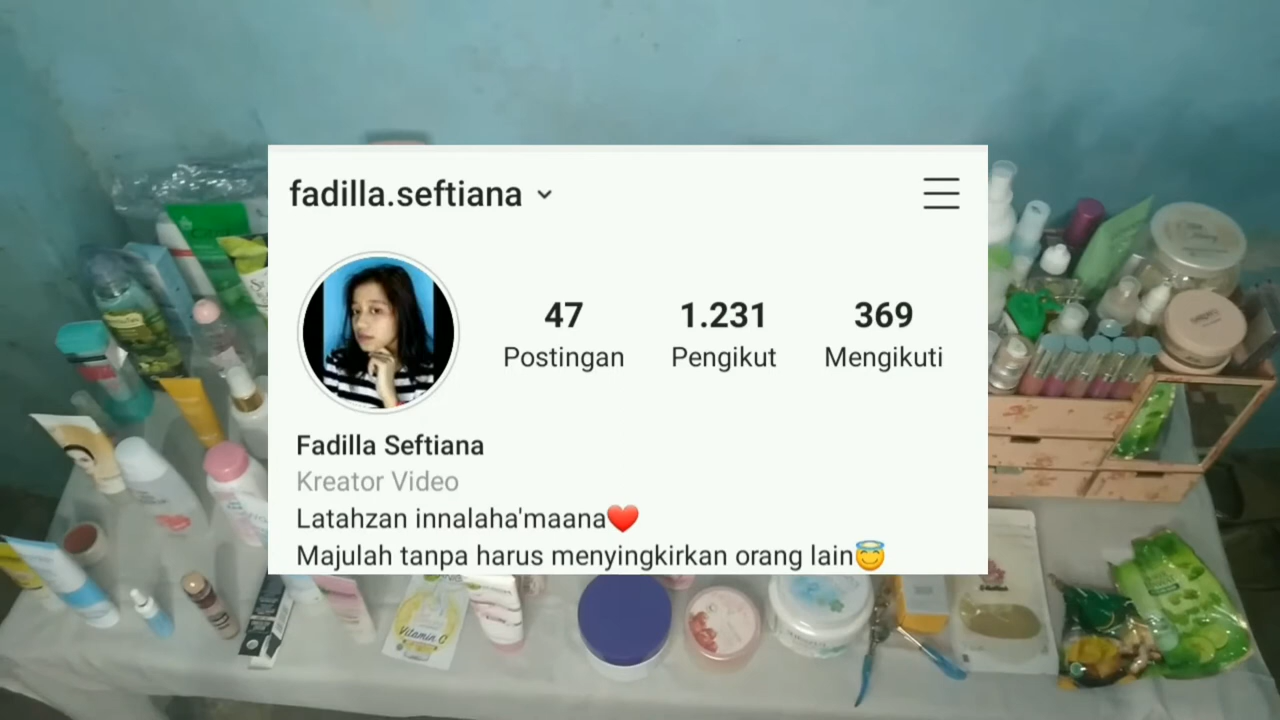 fadilla.seftiana
47
1.231
369
Postingan
Pengikut
Mengikuti
Fadilla Seftiana
Kreator Video
Latahzan innalaha'maana❤️
Majulah tanpa harus menyingkirkan orang lain😇
Vitamin C